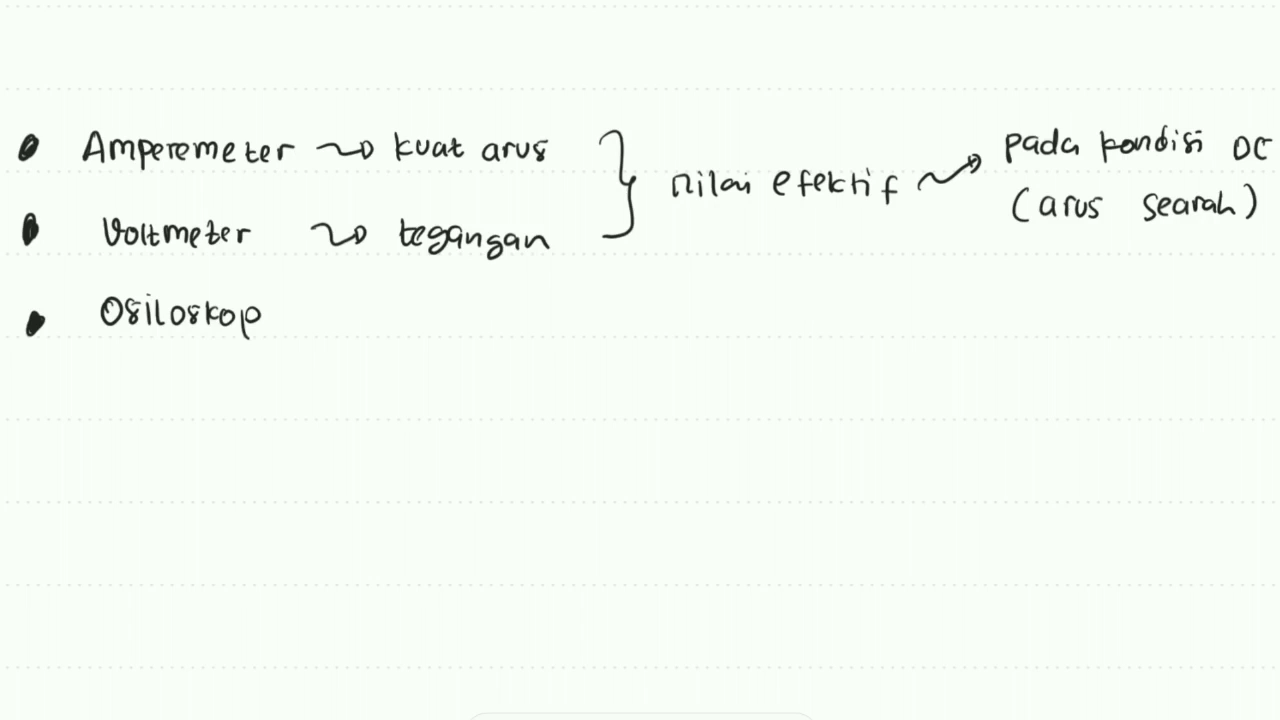 Amperemeter → kuat arus
Voltmeter → tegangan
nilai efektif → pada kondisi DC
(arus searah)
Osiloskop